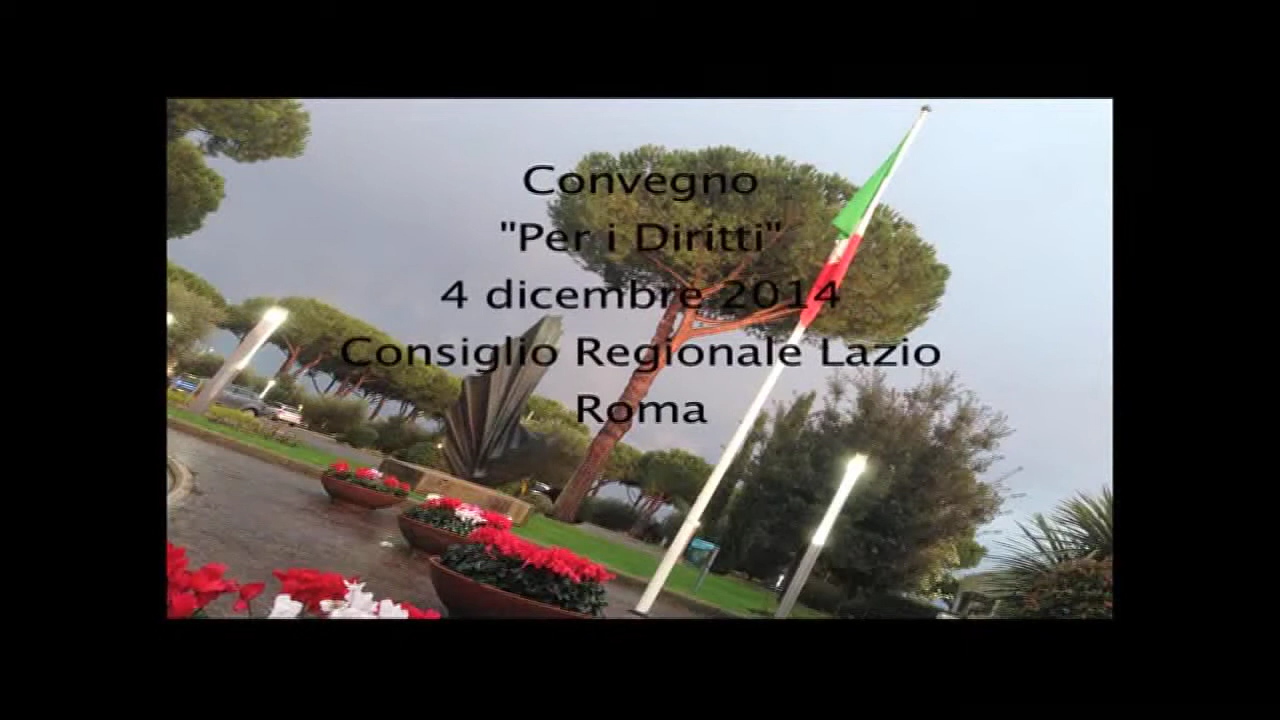 Convegno
"Per i Diritti"
4 dicembre 2014
Consiglio Regionale Lazio
Roma